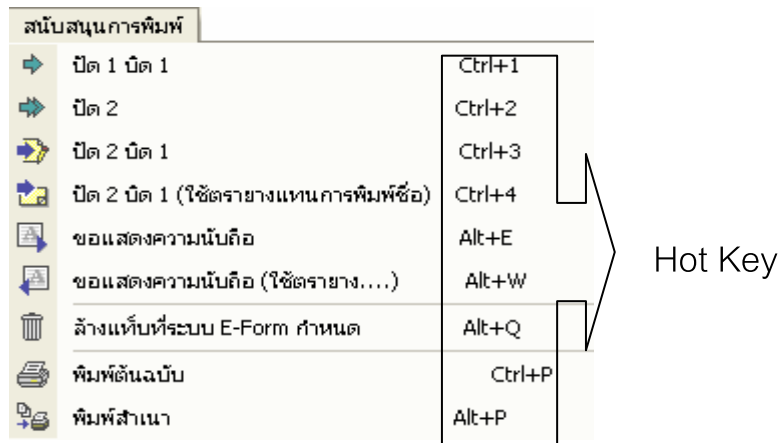 สนับสนุนการพิมพ์
ปัด 1 บิด 1 Ctrl+1
ปัด 2 Ctrl+2
ปัด 2 บิด 1 Ctrl+3
ปัด 2 บิด 1 (ใช้ตรายางแทนการพิมพ์ชื่อ) Ctrl+4
ขอแสดงความนับถือ Alt+E
ขอแสดงความนับถือ (ใช้ตรายาง....) Alt+W
ล้างแท็บที่ระบบ E-Form กำหนด Alt+Q
พิมพ์ต้นฉบับ Ctrl+P
พิมพ์สำเนา Alt+P
Hot Key